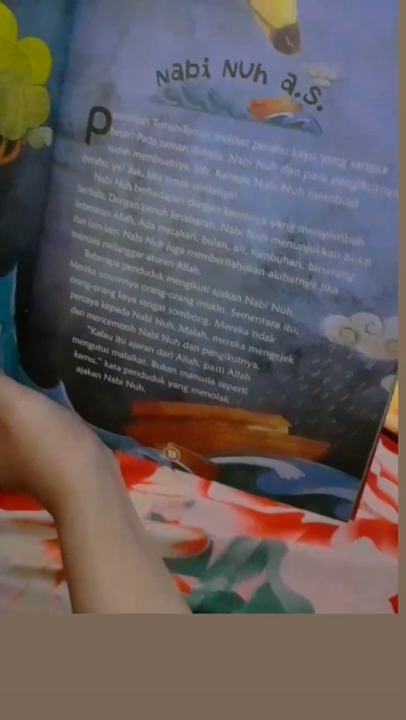 Nabi Nuh a.s.
Pernahkah Teman-Teman melihat perahu kayu yang sangat
besar? Pada zaman dahulu, Nabi Nuh dan para pengikutnya
sudah membuatnya, loh. Kenapa Nabi Nuh membuat
perahu, ya? Yuk, kita simak ceritanya!
Nabi Nuh berhadapan dengan kaumnya yang menyembah
berhala. Dengan penuh kesabaran, Nabi Nuh menunjukkan bukti
kebesaran Allah. Ada matahari, bulan, air, tumbuhan, binatang,
dan lain-lain. Nabi Nuh juga memberitahukan akibatnya jika
manusia melanggar aturan Allah.
Beberapa penduduk mengikuti ajakan Nabi Nuh.
Mereka umumnya orang-orang miskin. Sementara itu,
orang-orang kaya sangat sombong. Mereka tidak
percaya kepada Nabi Nuh. Malah, mereka mengejek
dan mencemooh Nabi Nuh dan pengikutnya.
"Kalau itu ajaran dari Allah, pasti Allah
mengutus malaikat. Bukan manusia seperti
kamu," kata penduduk yang menolak
ajakan Nabi Nuh.